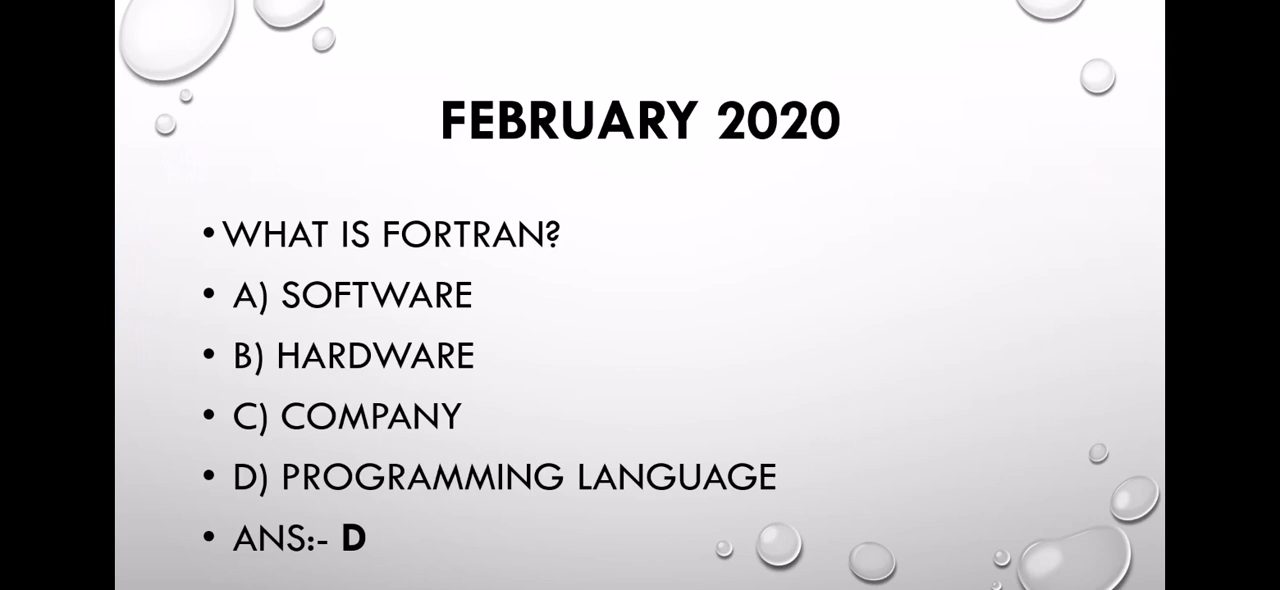 FEBRUARY 2020
• WHAT IS FORTRAN?
• A) SOFTWARE
• B) HARDWARE
• C) COMPANY
• D) PROGRAMMING LANGUAGE
• ANS:- D